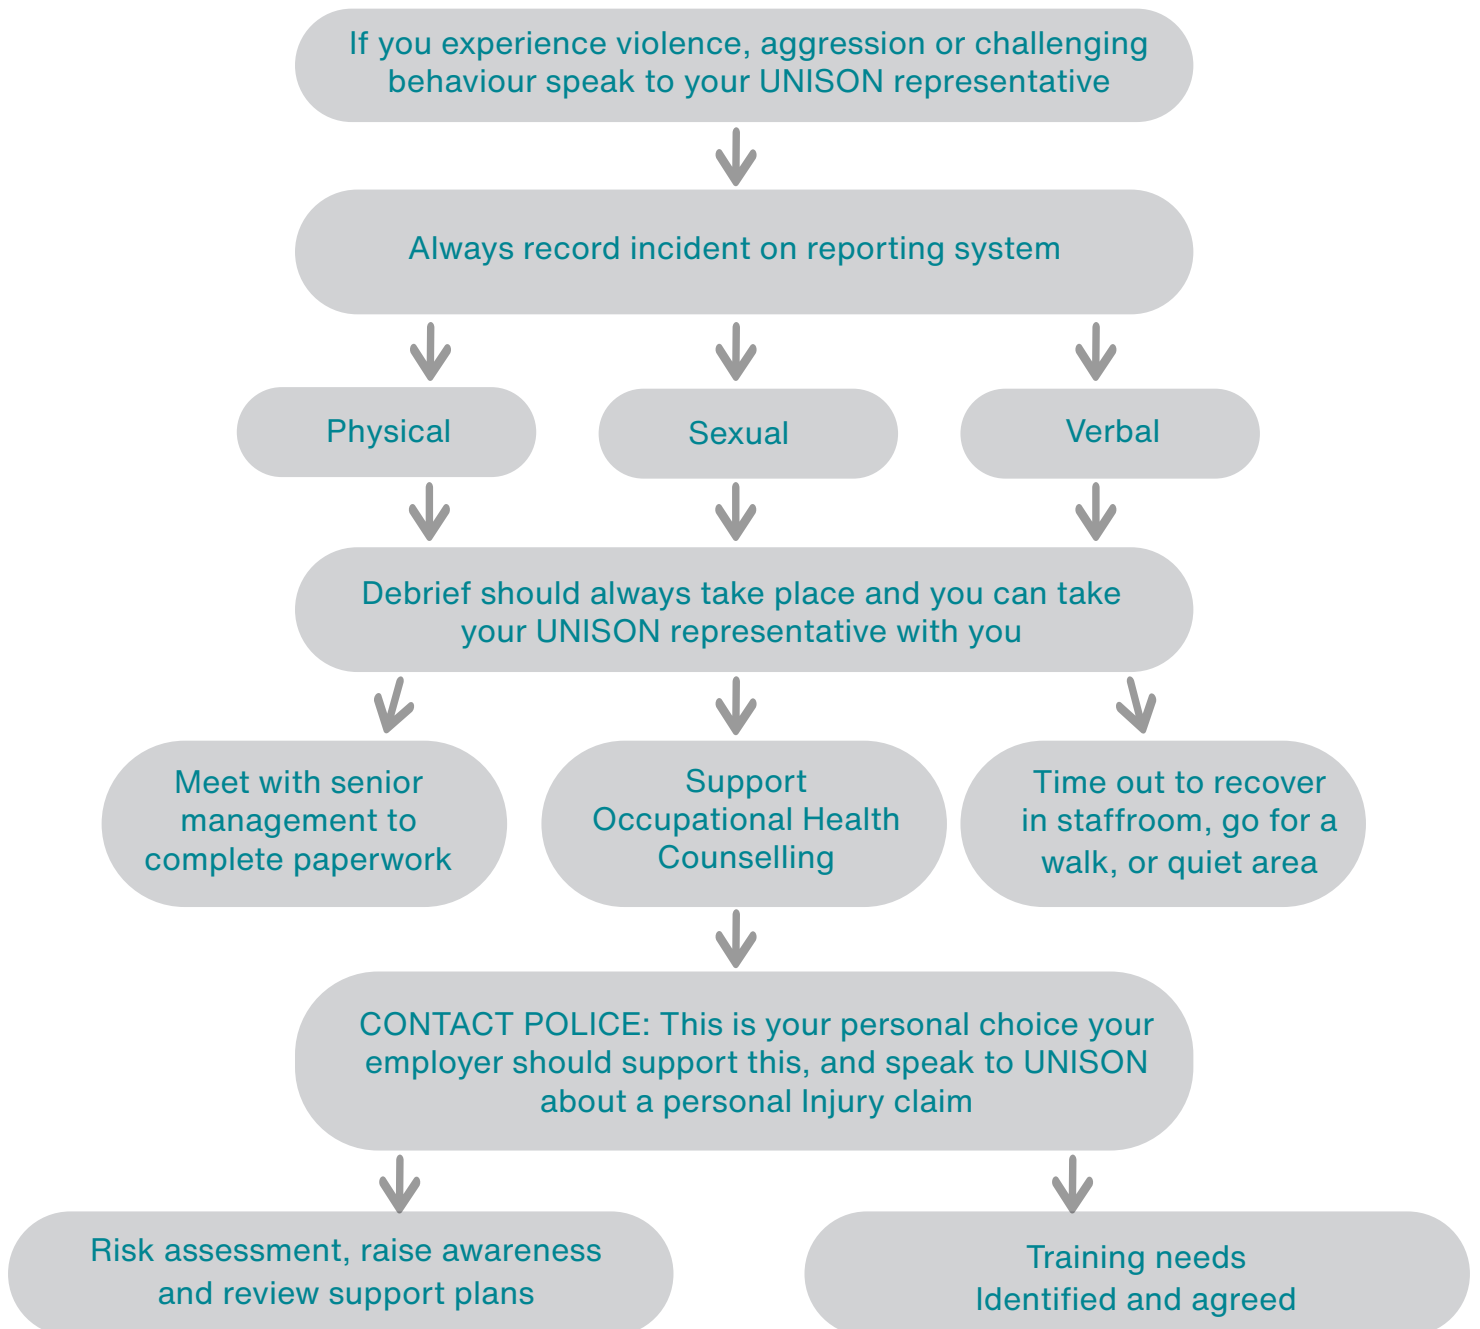 If you experience violence, aggression or challenging
behaviour speak to your UNISON representative
Always record incident on reporting system
Physical
Sexual
Verbal
Debrief should always take place and you can take
your UNISON representative with you
Meet with senior
management to
complete paperwork
Support
Occupational Health
Counselling
Time out to recover
in staffroom, go for a
walk, or quiet area
CONTACT POLICE: This is your personal choice your
employer should support this, and speak to UNISON
about a personal Injury claim
Risk assessment, raise awareness
and review support plans
Training needs
Identified and agreed